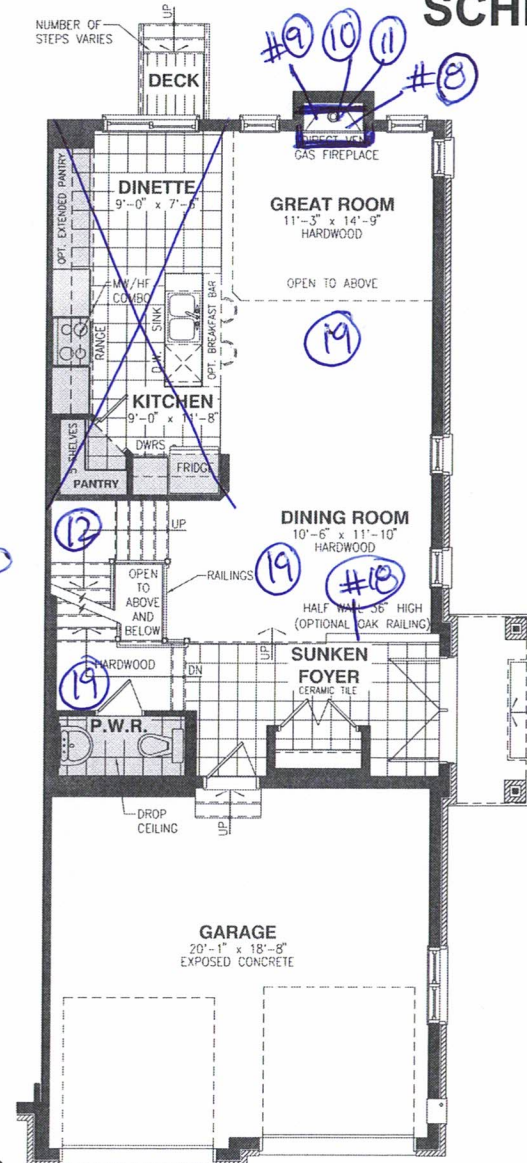 SCHE
NUMBER OF
STEPS VARIES
UP
DECK
#9 10 11
#8
DIRECT VENT
GAS FIREPLACE
OPT. EXTENDED PANTRY
DINETTE
9'-0" x 7'-6"
GREAT ROOM
11'-3" x 14'-9"
HARDWOOD
OPEN TO ABOVE
MW/HF
COMBO
RANGE
SINK
D.W.
OPT. BREAKFAST BAR
19
KITCHEN
9'-0" x 11'-8"
5 SHELVES
DWRS
FRIDGE
PANTRY
12
UP
DINING ROOM
10'-6" x 11'-10"
HARDWOOD
OPEN
TO
ABOVE
AND
BELOW
RAILINGS
19
#18
HALF WALL 36" HIGH
(OPTIONAL OAK RAILING)
UP
HARDWOOD
DN
SUNKEN
FOYER
CERAMIC TILE
19
P.W.R.
DROP
CEILING
UP
GARAGE
20'-1" x 18'-8"
EXPOSED CONCRETE